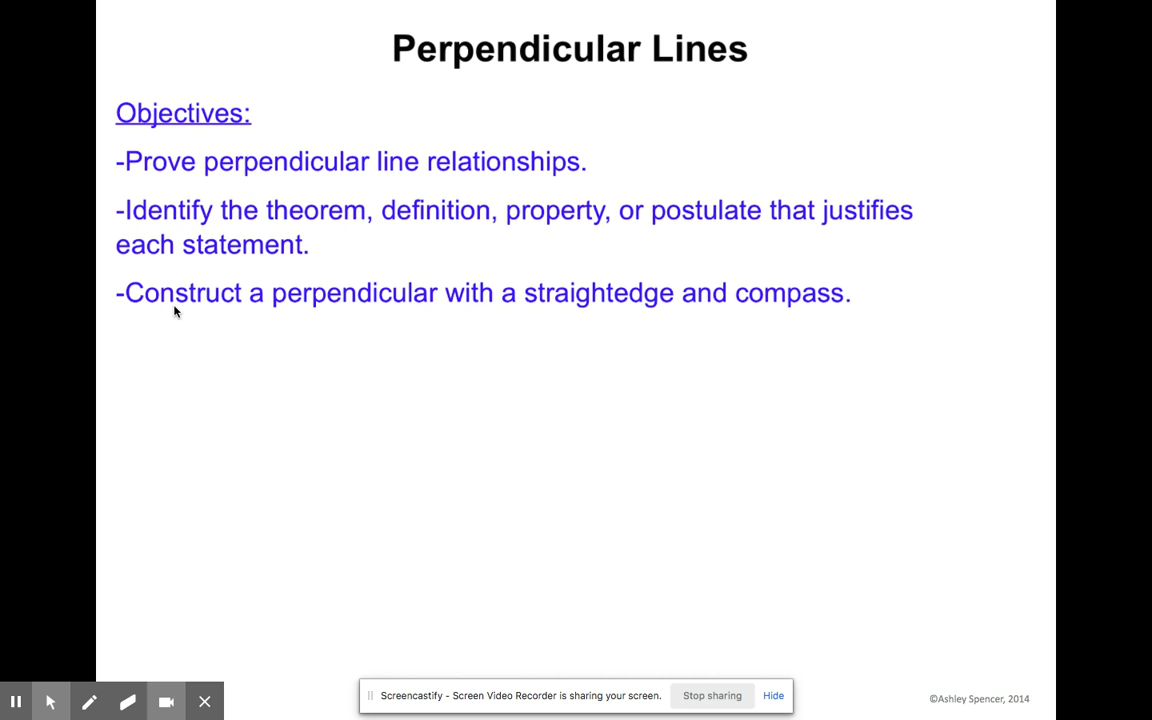 Perpendicular Lines
Objectives:
-Prove perpendicular line relationships.
-Identify the theorem, definition, property, or postulate that justifies
each statement.
-Construct a perpendicular with a straightedge and compass.
Screencastify - Screen Video Recorder is sharing your screen.
Stop sharing
Hide
©Ashley Spencer, 2014